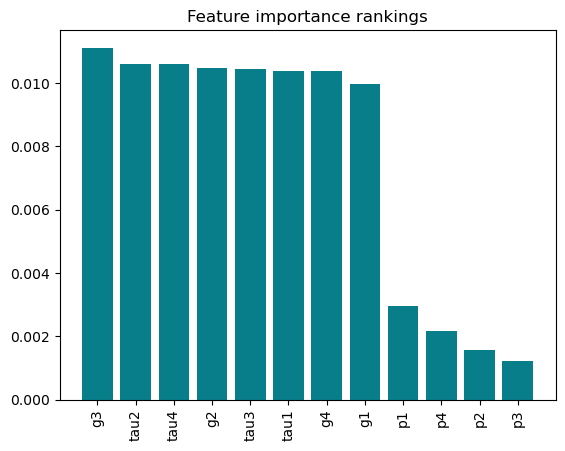 Feature importance rankings
0.010
0.008
0.006
0.004
0.002
0.000
g3
tau2
tau4
g2
tau3
tau1
g4
g1
p1
p4
p2
p3